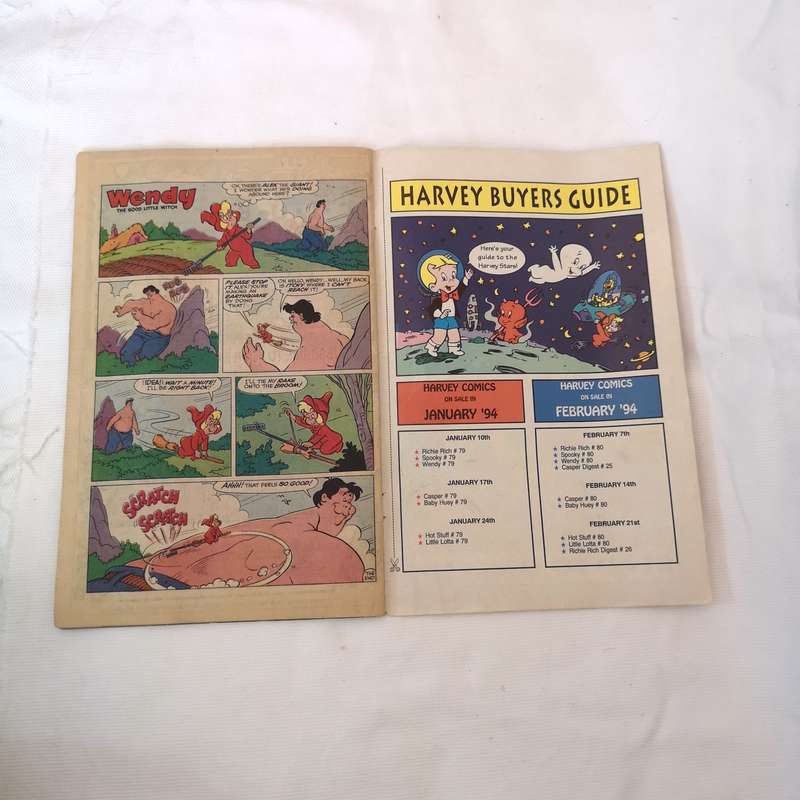 Wendy
THE GOOD LITTLE WITCH
OH, THERE'S ALEX THE GIANT!
I WONDER WHAT HE'S DOING
AROUND HERE?
PLEASE STOP
IT, ALEX! YOU'RE
MAKING AN
EARTHQUAKE
BY DOING
THAT!
OH, HELLO, WENDY--WELL, MY BACK
IS ITCHY WHERE I CAN'T
REACH IT!
IDEA! WAIT A MINUTE!
I'LL BE RIGHT BACK!
I'LL TIE MY RAKE
ONTO THE BROOM!
SCRATCH
SCRATCH
AHHH! THAT FEELS SO GOOD!
THE
END
HARVEY BUYERS GUIDE
Here's your
guide to the
Harvey Stars!
HARVEY COMICS
ON SALE IN
JANUARY '94
JANUARY 10th
★ Richie Rich # 79
★ Spooky # 79
★ Wendy # 79
JANUARY 17th
★ Casper # 79
★ Baby Huey # 79
JANUARY 24th
★ Hot Stuff # 79
★ Little Lotta # 79
HARVEY COMICS
ON SALE IN
FEBRUARY '94
FEBRUARY 7th
★ Richie Rich # 80
★ Spooky # 80
★ Wendy # 80
★ Casper Digest # 25
FEBRUARY 14th
★ Casper # 80
★ Baby Huey # 80
FEBRUARY 21st
★ Hot Stuff # 80
★ Little Lotta # 80
★ Richie Rich Digest # 26